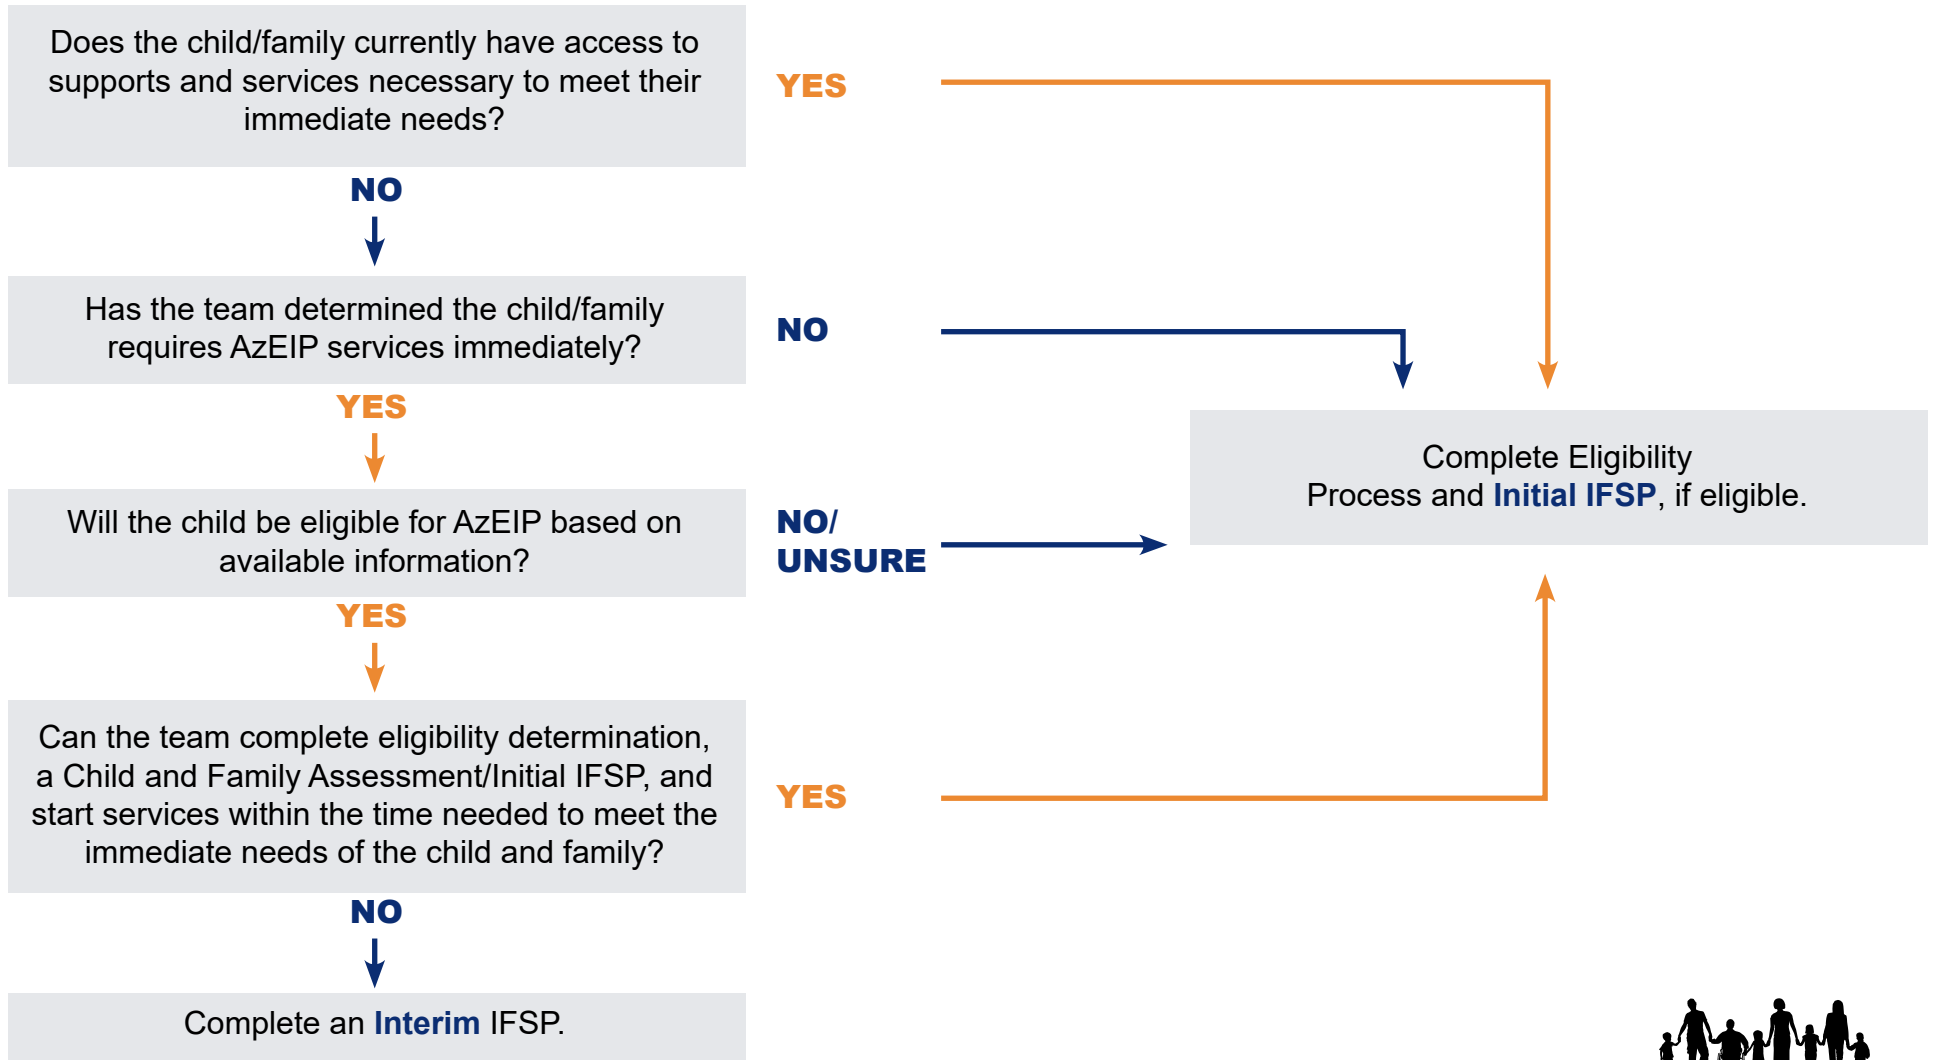 Does the child/family currently have access to
supports and services necessary to meet their
immediate needs?
YES
NO
Has the team determined the child/family
requires AzEIP services immediately?
NO
YES
Will the child be eligible for AzEIP based on
available information?
NO/
UNSURE
Complete Eligibility
Process and Initial IFSP, if eligible.
YES
Can the team complete eligibility determination,
a Child and Family Assessment/Initial IFSP, and
start services within the time needed to meet the
immediate needs of the child and family?
YES
NO
Complete an Interim IFSP.